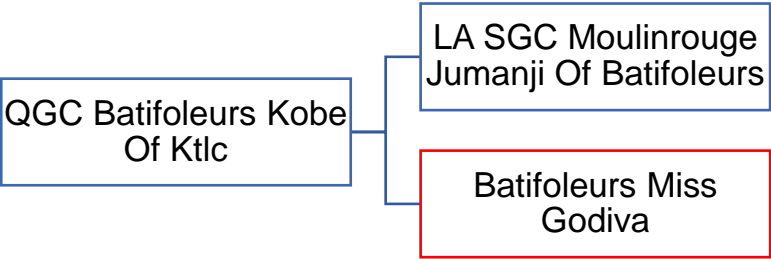 LA SGC Moulinrouge
Jumanji Of Batifoleurs
QGC Batifoleurs Kobe
Of Ktlc
Batifoleurs Miss
Godiva